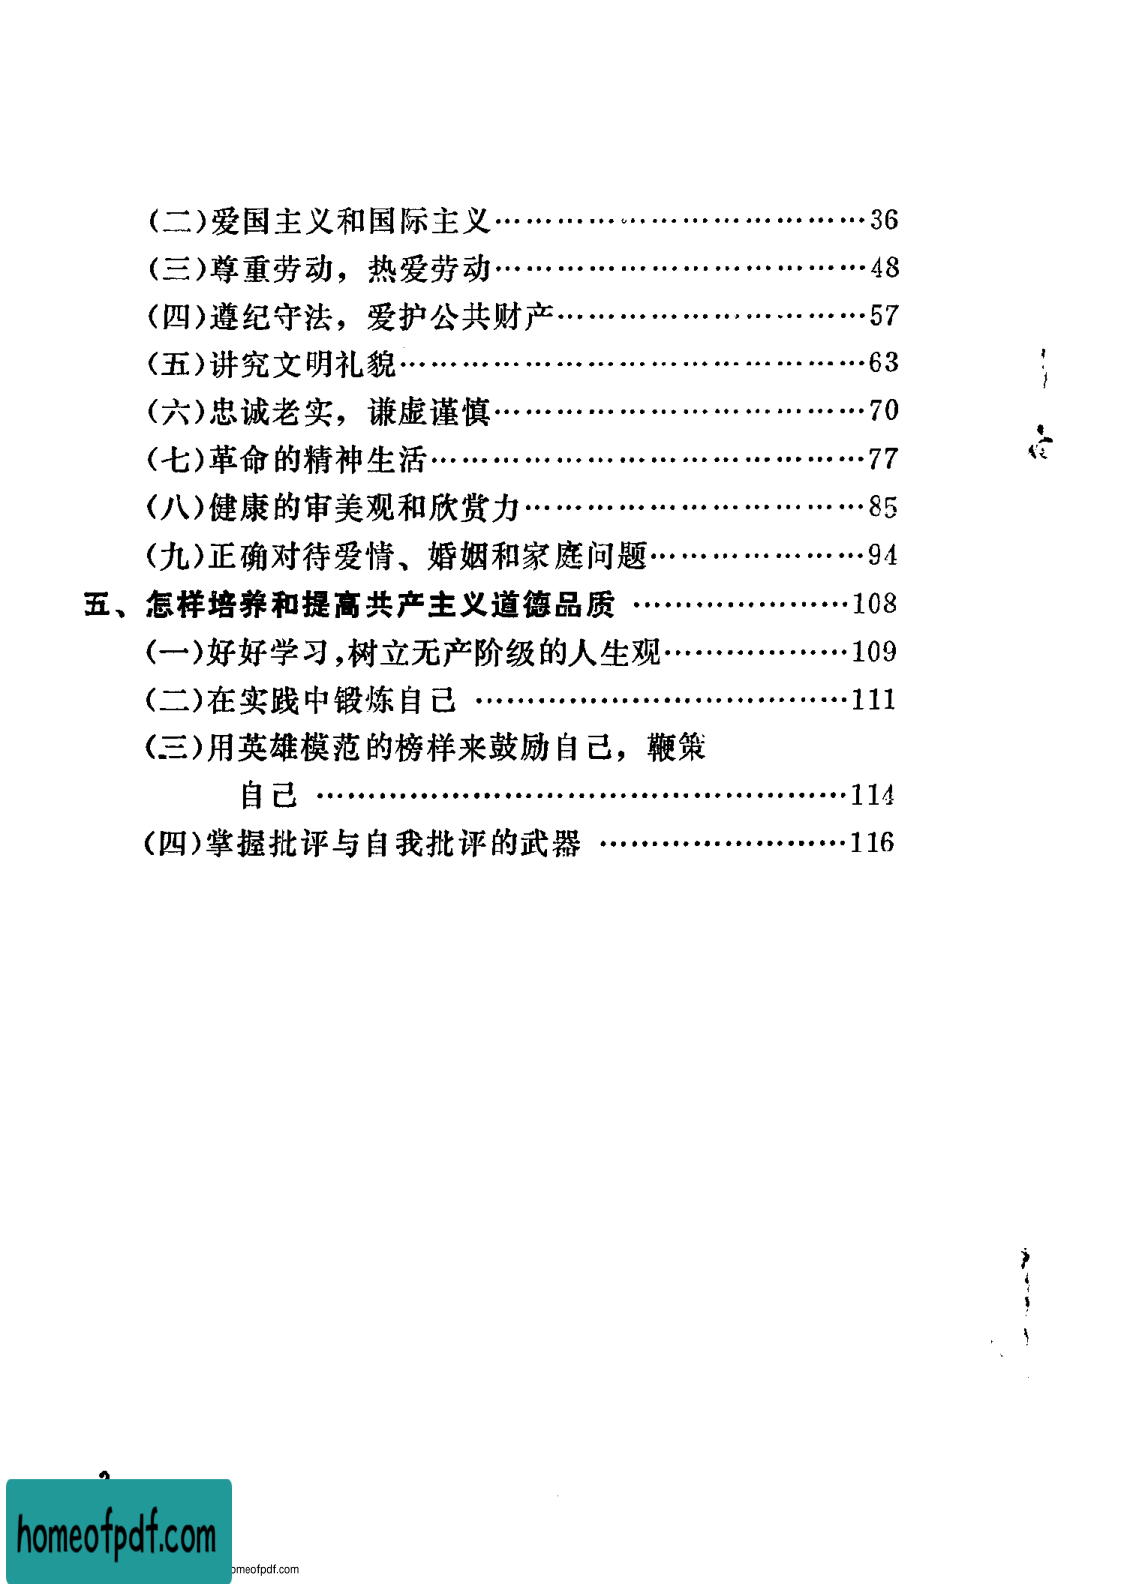 (二)爱国主义和国际主义……………………………………36
(三)尊重劳动，热爱劳动……………………………………48
(四)遵纪守法，爱护公共财产………………………………57
(五)讲究文明礼貌……………………………………………63
(六)忠诚老实，谦虚谨慎……………………………………70
(七)革命的精神生活…………………………………………77
(八)健康的审美观和欣赏力…………………………………85
(九)正确对待爱情、婚姻和家庭问题………………………94
五、怎样培养和提高共产主义道德品质 …………………108
(一)好好学习,树立无产阶级的人生观………………109
(二)在实践中锻炼自己 ………………………………111
(三)用英雄模范的榜样来鼓励自己，鞭策
自己 ……………………………………………114
(四)掌握批评与自我批评的武器 ……………………116
homeofpdf.com
omeofpdf.com